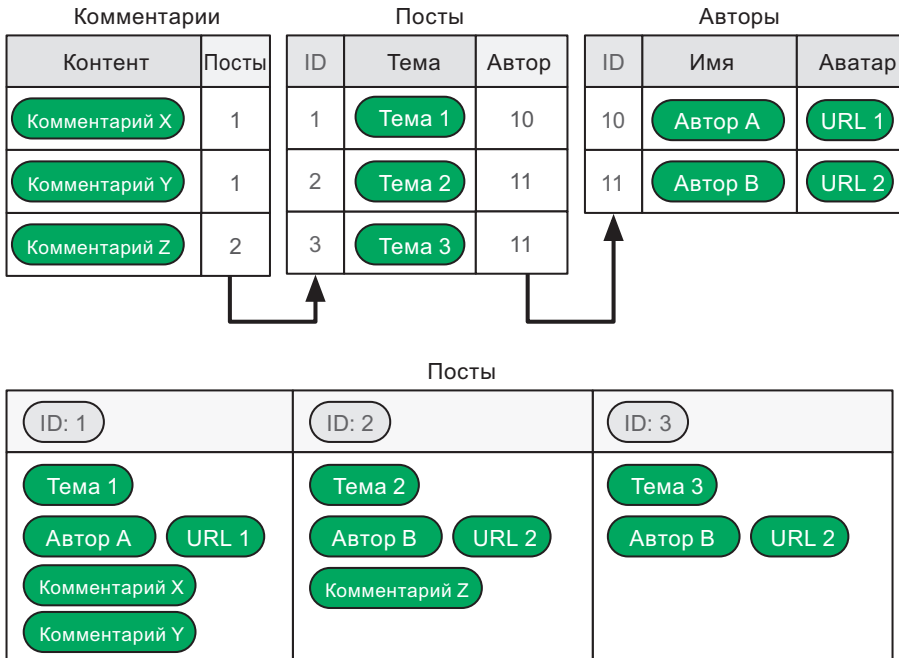 Комментарии Посты Авторы
Контент Посты ID Тема Автор ID Имя Аватар
Комментарий X 1 1 Тема 1 10 10 Автор A URL 1
Комментарий Y 1 2 Тема 2 11 11 Автор B URL 2
Комментарий Z 2 3 Тема 3 11
Посты
ID: 1 ID: 2 ID: 3
Тема 1 Тема 2 Тема 3
Автор A URL 1 Автор B URL 2 Автор B URL 2
Комментарий X Комментарий Z
Комментарий Y